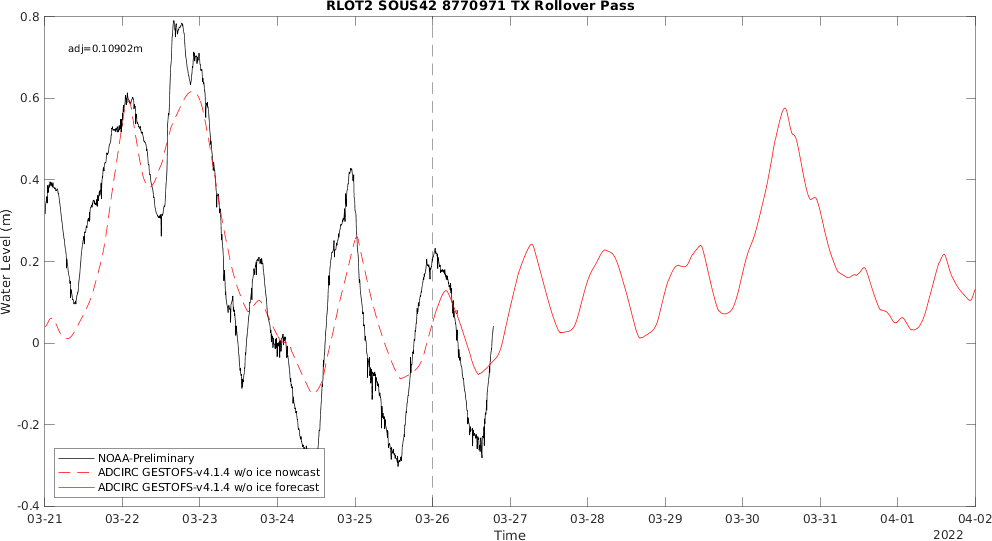 RLOT2 SOUS42 8770971 TX Rollover Pass
adj=0.10902m
0.8
0.6
0.4
0.2
0
-0.2
-0.4
Water Level (m)
NOAA-Preliminary
ADCIRC GESTOFS-v4.1.4 w/o ice nowcast
ADCIRC GESTOFS-v4.1.4 w/o ice forecast
03-21 03-22 03-23 03-24 03-25 03-26 03-27 03-28 03-29 03-30 03-31 04-01 04-02
Time
2022